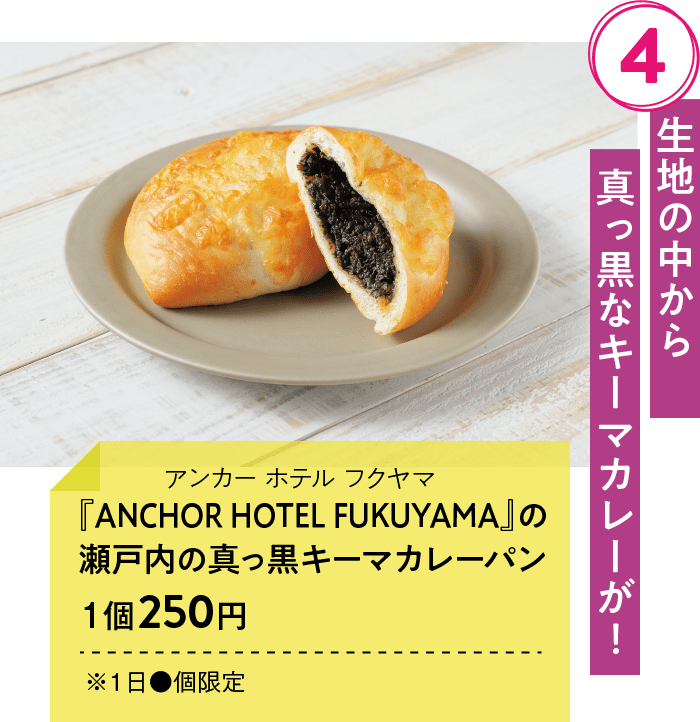 4
生地の中から
真っ黒なキーマカレーが！
アンカー ホテル フクヤマ
『ANCHOR HOTEL FUKUYAMA』の
瀬戸内の真っ黒キーマカレーパン
1個250円
※1日●個限定